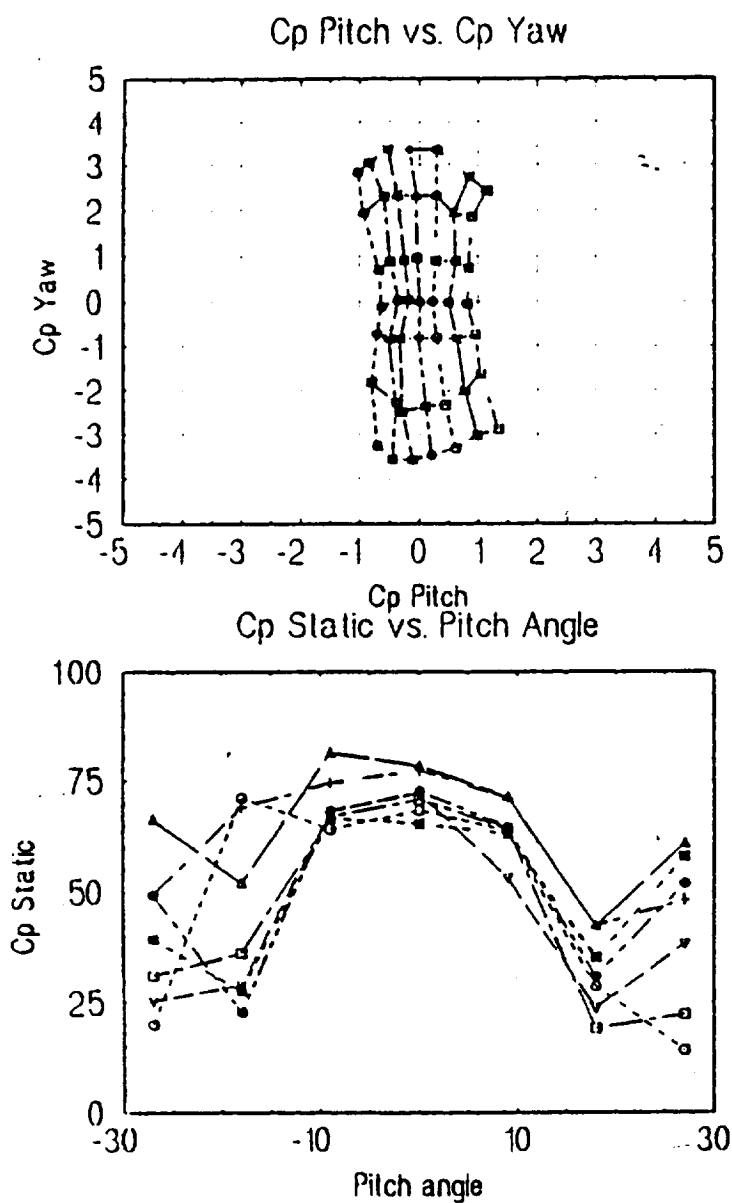 Cp Pitch vs. Cp Yaw
5
4
3
2
1
0
-1
-2
-3
-4
-5
Cp Yaw
-5 -4 -3 -2 -1 0 1 2 3 4 5
Cp Pitch
Cp Static vs. Pitch Angle
100
75
50
25
0
Cp Static
-30 -10 10 30
Pitch angle